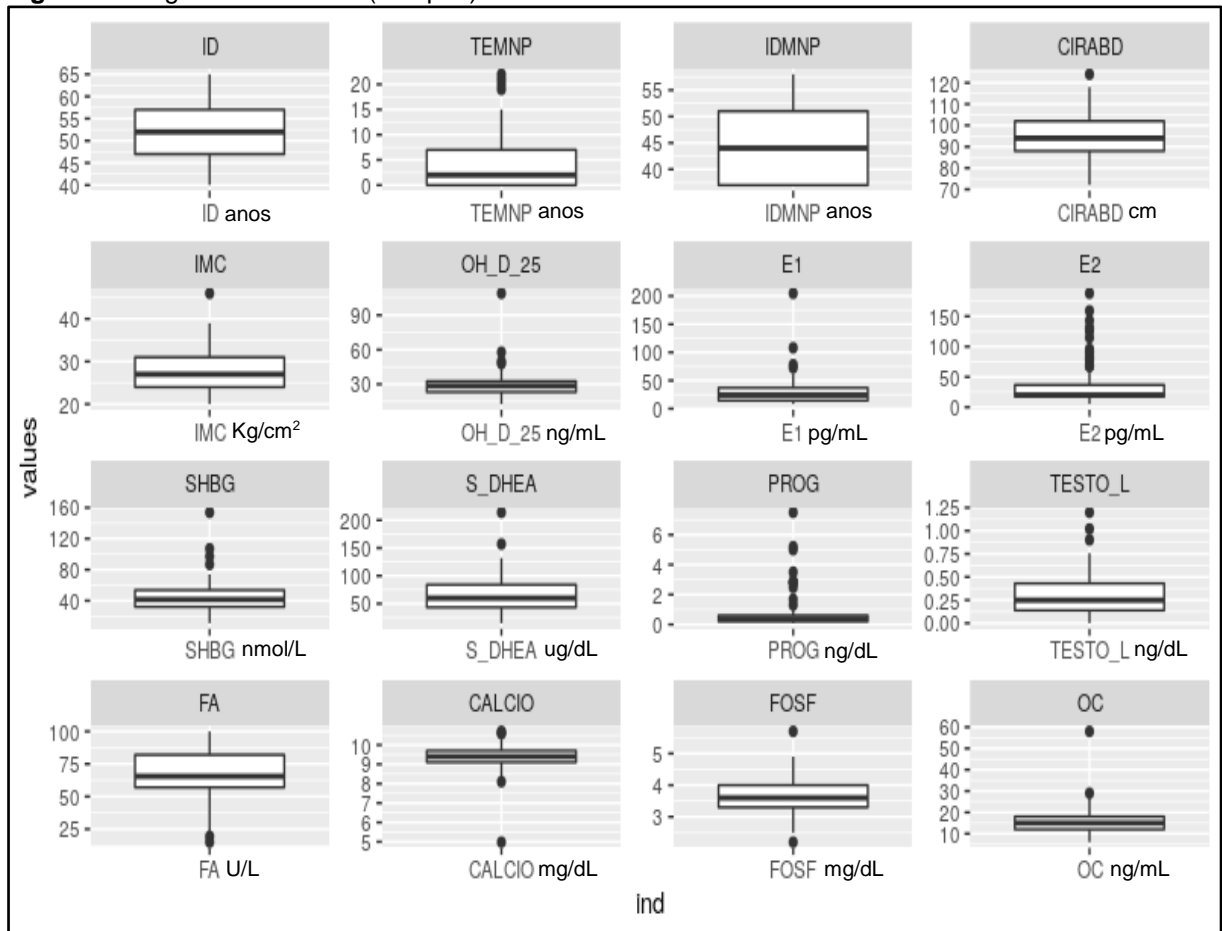 ID TEMNP IDMNP CIRABD
65 60 55 50 45 40
20 15 10 5 0
55 50 45 40
120 110 100 90 80 70
ID anos TEMNP anos IDMNP anos CIRABD cm
IMC OH_D_25 E1 E2
40 30 20
90 60 30
200 150 100 50 0
150 100 50 0
IMC Kg/cm² OH_D_25 ng/mL E1 pg/mL E2 pg/mL
values
SHBG S_DHEA PROG TESTO_L
160 120 80 40
200 150 100 50
6 4 2 0
1.25 1.00 0.75 0.50 0.25 0.00
SHBG nmol/L S_DHEA ug/dL PROG ng/dL TESTO_L ng/dL
FA CALCIO FOSF OC
100 75 50 25
10 9 8 7 6 5
5 4 3
60 50 40 30 20 10
FA U/L CALCIO mg/dL FOSF mg/dL OC ng/mL
ind